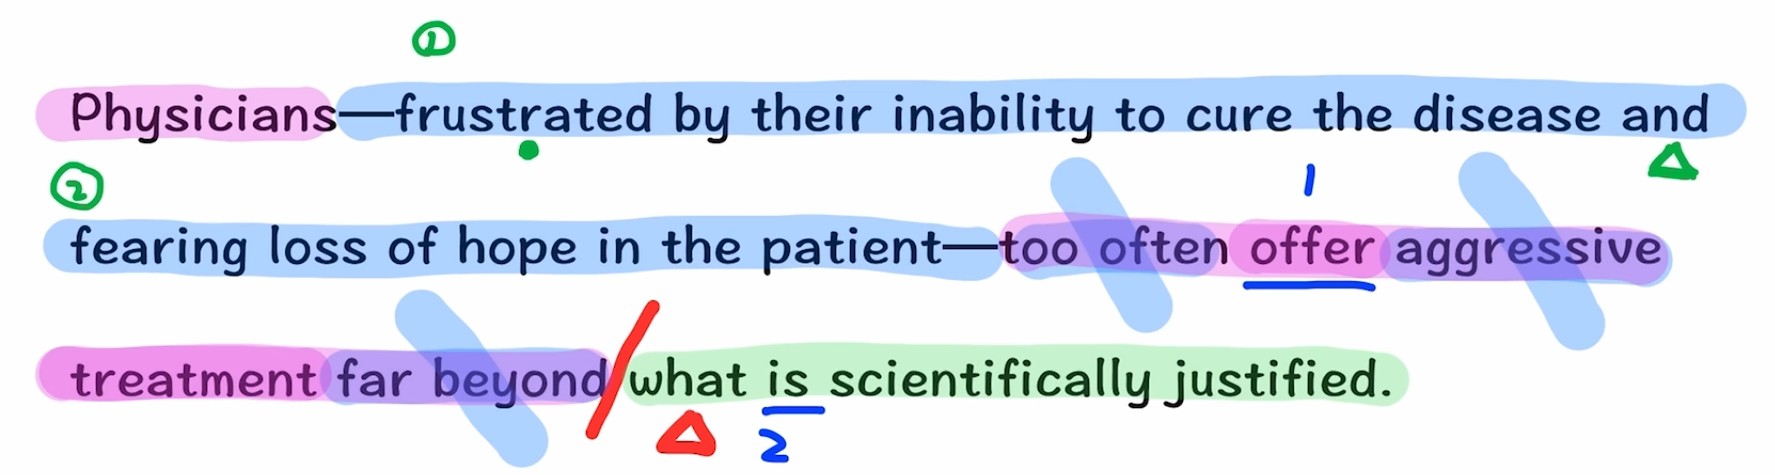 1
Physicians—frustrated by their inability to cure the disease and
2
1
fearing loss of hope in the patient—too often offer aggressive
treatment far beyond/what is scientifically justified.
2